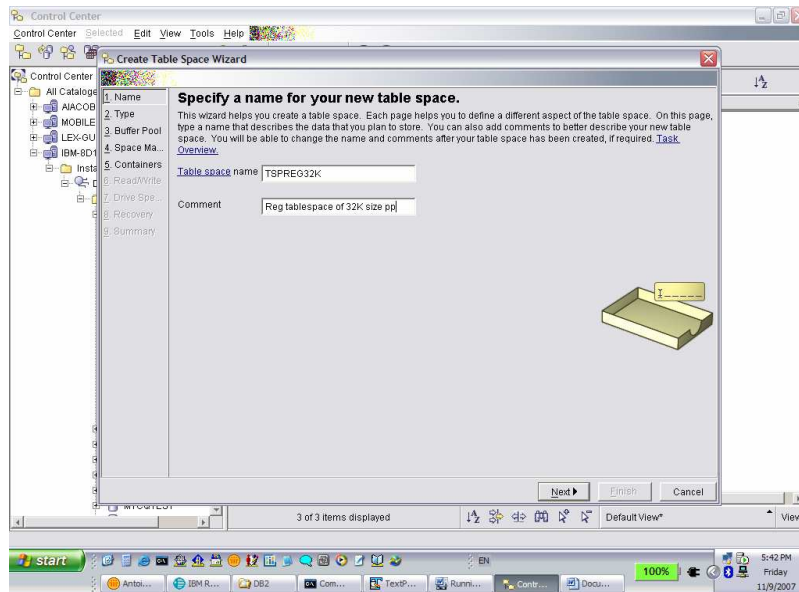 Control Center
Control Center Selected Edit View Tools Help
Create Table Space Wizard
Control Center
All Cataloge
AIACOB
MOBILE
LEX-GU
IBM-8D1
Insta
1. Name
2. Type
3. Buffer Pool
4. Space Ma...
5. Containers
6. Read/Write
7. Drive Spe...
8. Recovery
9. Summary
Specify a name for your new table space.
This wizard helps you create a table space. Each page helps you to define a different aspect of the table space. On this page,
type a name that describes the data that you plan to store. You can also add comments to better describe your new table
space. You will be able to change the name and comments after your table space has been created, if required. Task
Overview.
Table space name TSPREG32K
Comment Reg tablespace of 32K size pp
Next Finish Cancel
3 of 3 items displayed
Default View*
View
start
EN
100%
5:42 PM
Friday
11/9/2007
Antoi...
IBM R...
DB2
Com...
TextP...
Runni...
Contr...
Docu...